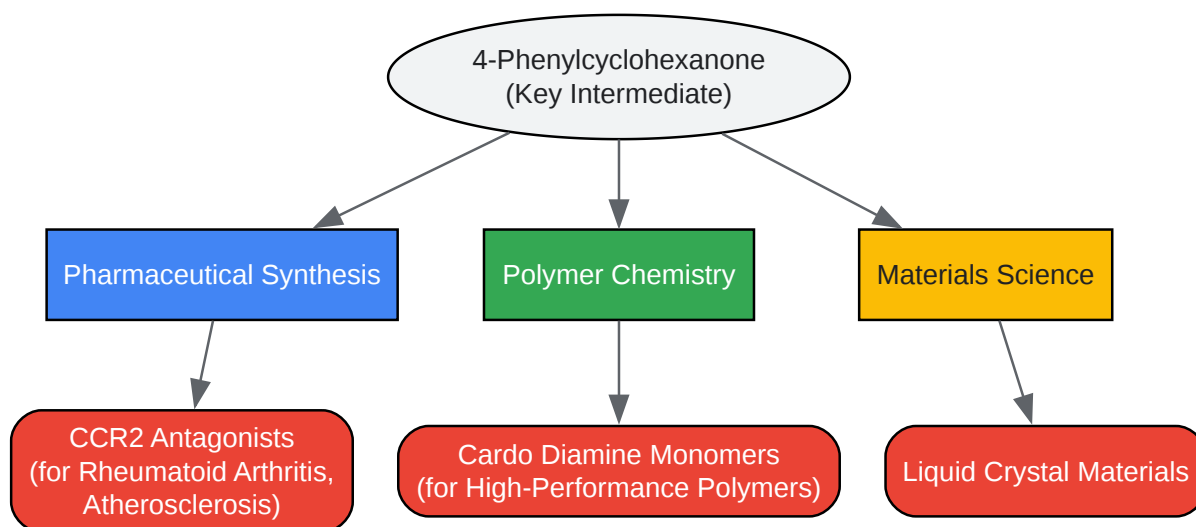 4-Phenylcyclohexanone
(Key Intermediate)
Pharmaceutical Synthesis
Polymer Chemistry
Materials Science
CCR2 Antagonists
(for Rheumatoid Arthritis,
Atherosclerosis)
Cardo Diamine Monomers
(for High-Performance Polymers)
Liquid Crystal Materials